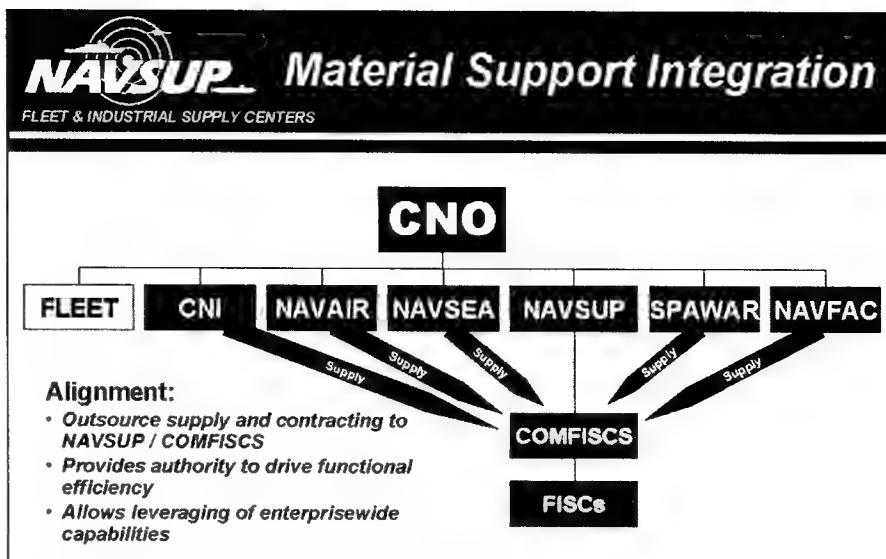 NAVSUP
Material Support Integration
FLEET & INDUSTRIAL SUPPLY CENTERS
CNO
FLEET
CNI
NAVAIR
NAVSEA
NAVSUP
SPAWAR
NAVFAC
Supply
Supply
Supply
Supply
Supply
Alignment:
• Outsource supply and contracting to
NAVSUP / COMFISCS
• Provides authority to drive functional
efficiency
• Allows leveraging of enterprisewide
capabilities
COMFISCS
FISCs